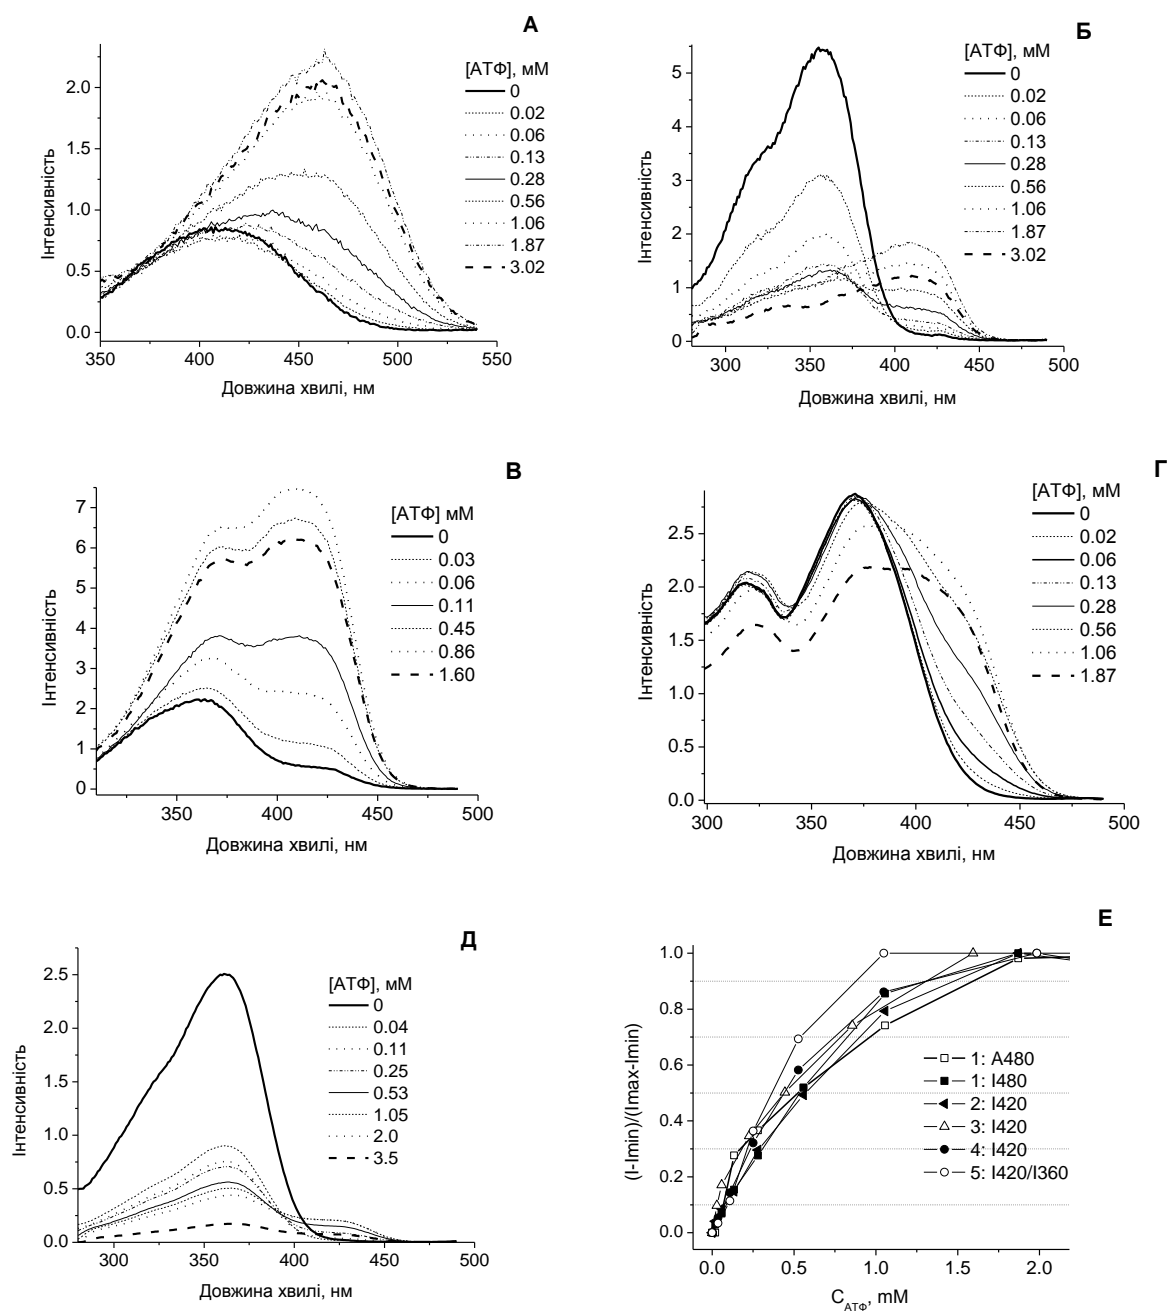 А
[АТФ], мМ
0
0.02
0.06
0.13
0.28
0.56
1.06
1.87
3.02
Інтенсивність
2.0
1.5
1.0
0.5
0.0
350 400 450 500 550
Довжина хвилі, нм
Б
[АТФ], мМ
0
0.02
0.06
0.13
0.28
0.56
1.06
1.87
3.02
Інтенсивність
5
4
3
2
1
0
300 350 400 450 500
Довжина хвилі, нм
В
[АТФ] мМ
0
0.03
0.06
0.11
0.45
0.86
1.60
Інтенсивність
7
6
5
4
3
2
1
0
350 400 450 500
Довжина хвилі, нм
Г
[АТФ], мМ
0
0.02
0.06
0.13
0.28
0.56
1.06
1.87
Інтенсивність
2.5
2.0
1.5
1.0
0.5
0.0
300 350 400 450 500
Довжина хвилі, нм
Д
[АТФ], мМ
0
0.04
0.11
0.25
0.53
1.05
2.0
3.5
Інтенсивність
2.5
2.0
1.5
1.0
0.5
0.0
300 350 400 450 500
Довжина хвилі, нм
Е
1: A480
1: I480
2: I420
3: I420
4: I420
5: I420/I360
(I-Imin)/(Imax-Imin)
1.0
0.8
0.6
0.4
0.2
0.0
0.0 0.5 1.0 1.5 2.0
C АТФ, mM